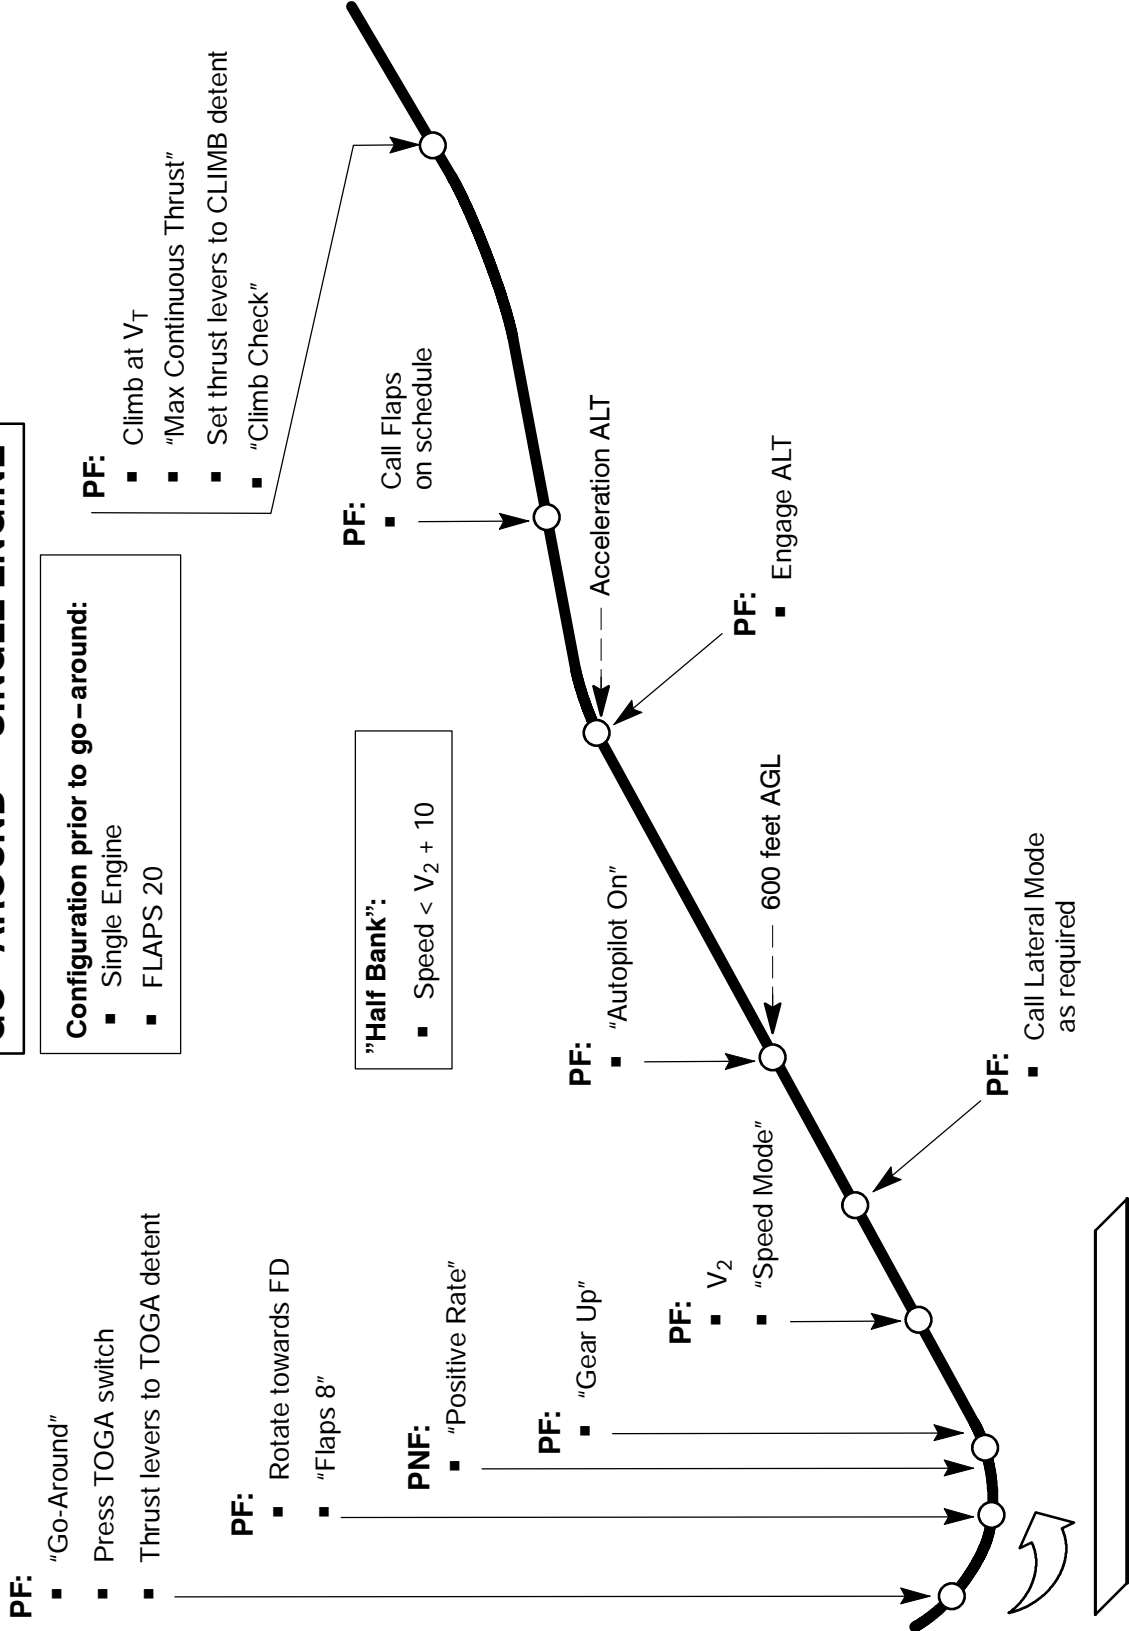 PF:
▪ “Go-Around”
▪ Press TOGA switch
▪ Thrust levers to TOGA detent
PF:
▪ Rotate towards FD
▪ “Flaps 8”
PNF:
▪ “Positive Rate”
PF:
▪ “Gear Up”
PF:
▪ V2
▪ “Speed Mode”
PF:
▪ Call Lateral Mode
as required
Configuration prior to go–around:
▪ Single Engine
▪ FLAPS 20
”Half Bank”:
▪ Speed < V2 + 10
PF:
▪ “Autopilot On”
600 feet AGL
Acceleration ALT
PF:
▪ Engage ALT
PF:
▪ Call Flaps
on schedule
PF:
▪ Climb at VT
▪ “Max Continuous Thrust”
▪ Set thrust levers to CLIMB detent
▪ “Climb Check”